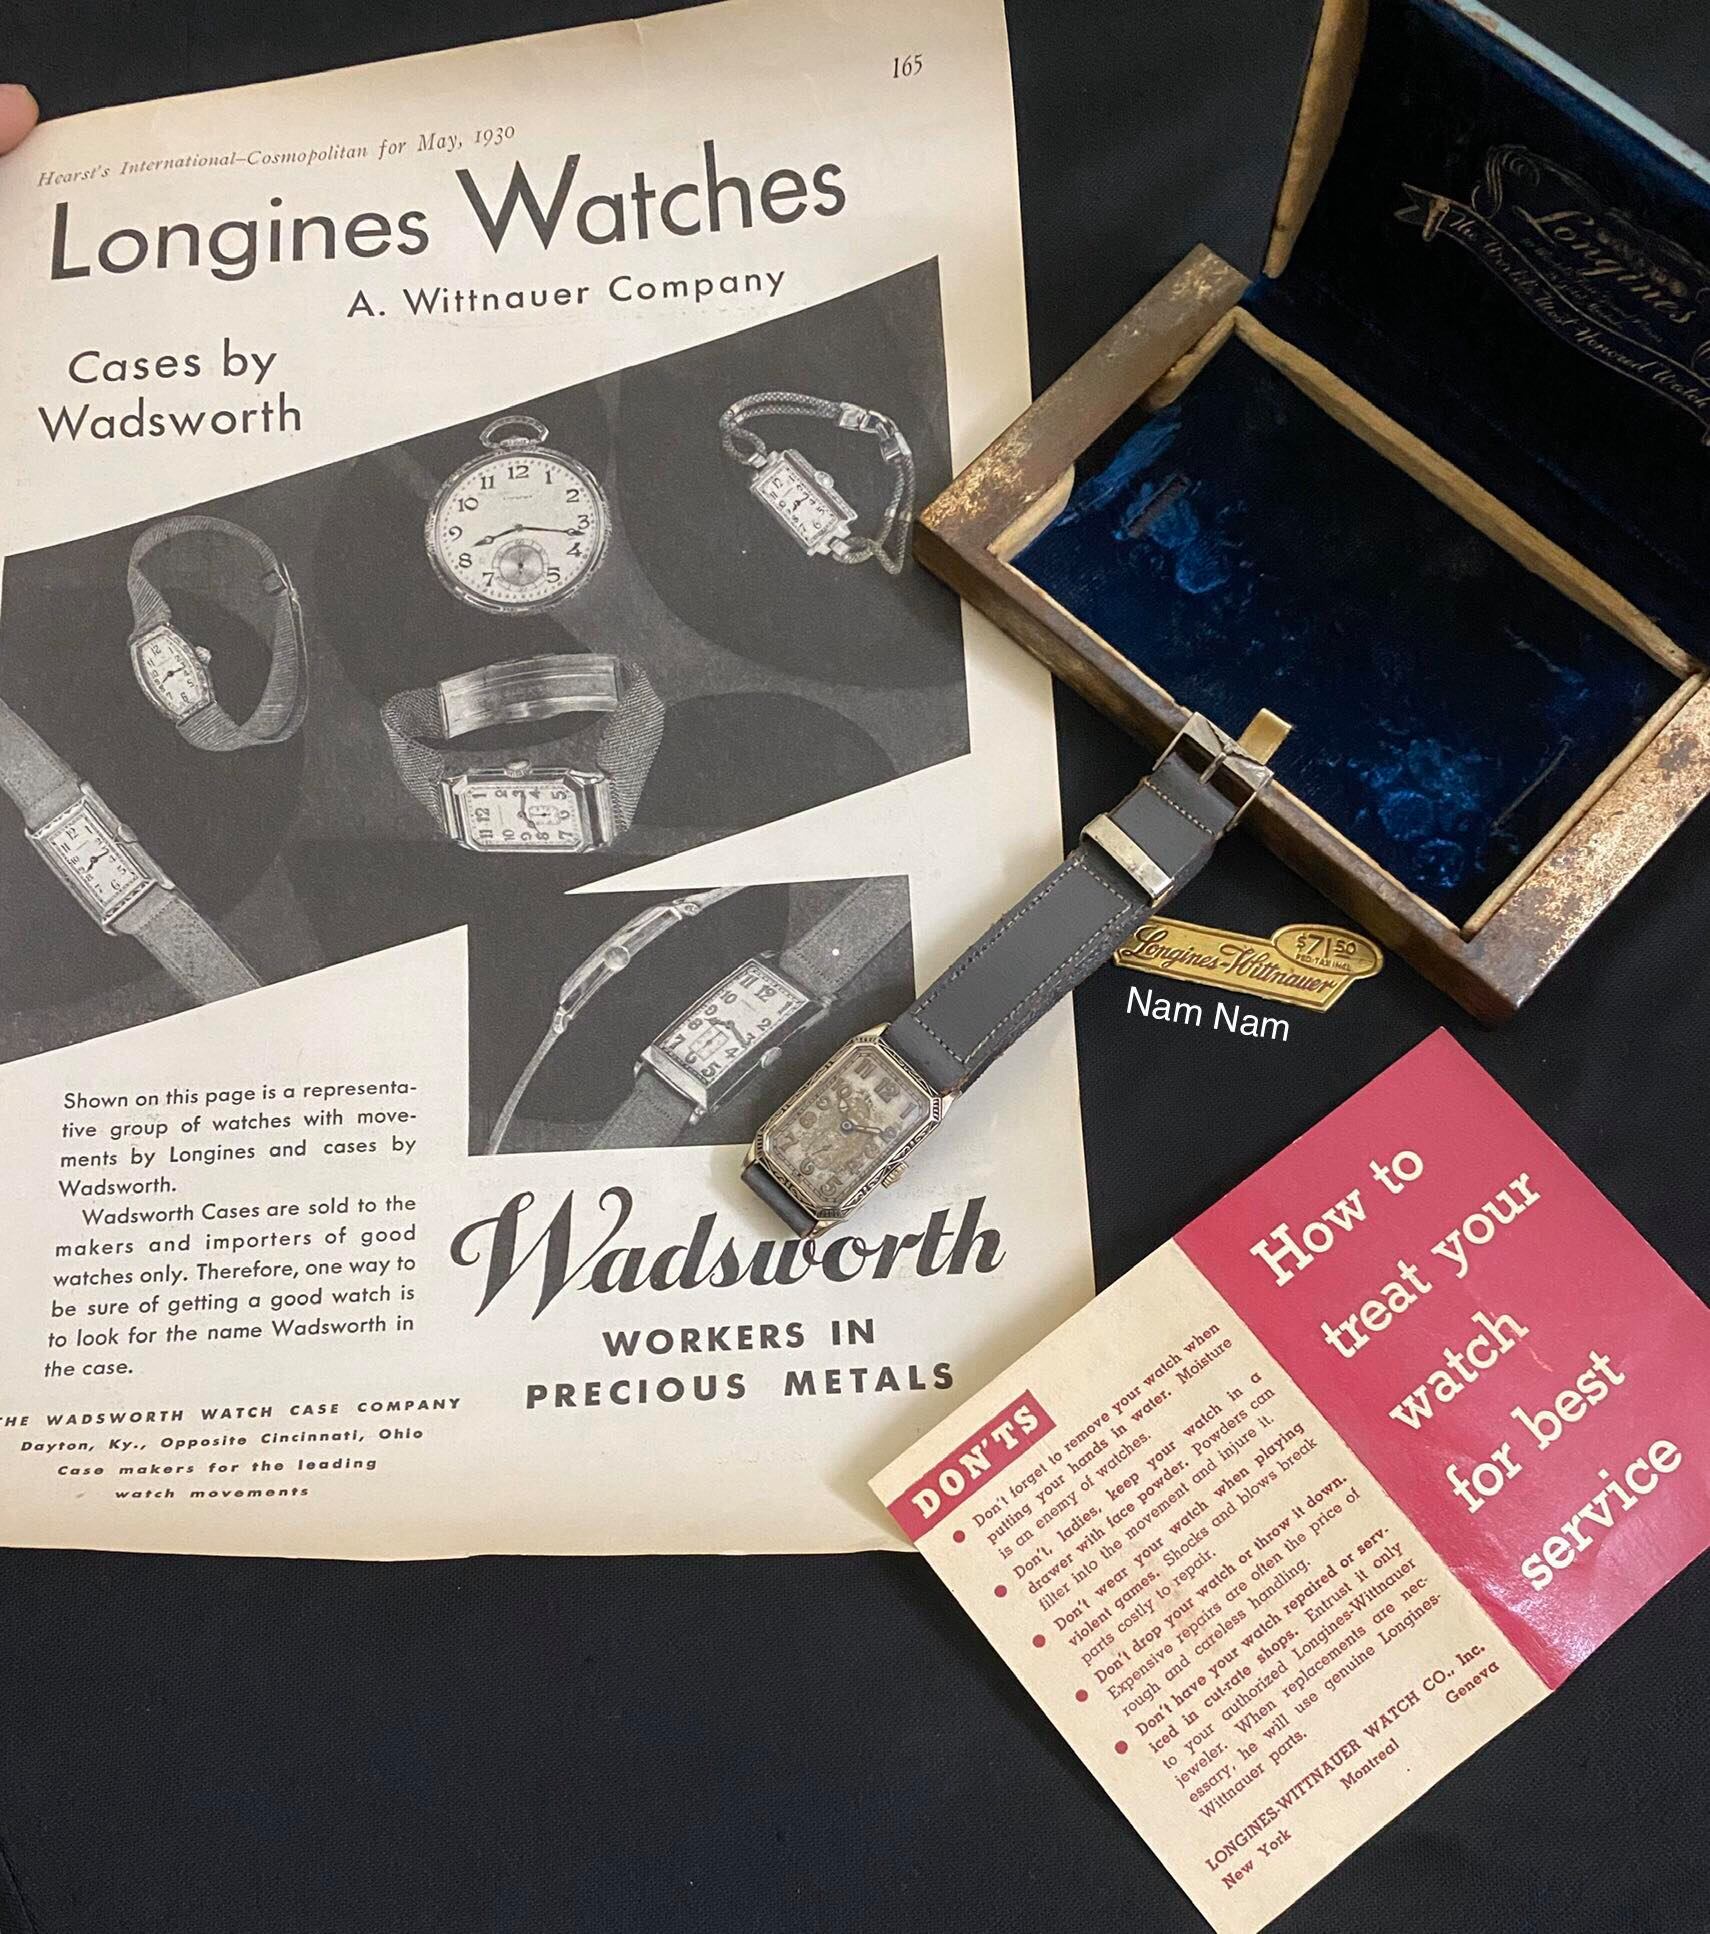 165
Hearst's International–Cosmopolitan for May, 1930
Longines Watches
A. Wittnauer Company
Cases by
Wadsworth
Shown on this page is a representa-
tive group of watches with move-
ments by Longines and cases by
Wadsworth.
Wadsworth Cases are sold to the
makers and importers of good
watches only. Therefore, one way to
be sure of getting a good watch is
to look for the name Wadsworth in
the case.
THE WADSWORTH WATCH CASE COMPANY
Dayton, Ky., Opposite Cincinnati, Ohio
Case makers for the leading
watch movements
Wadsworth
WORKERS IN
PRECIOUS METALS
Longines
The World's Most Honored Watch
Longines-Wittnauer
$71.50
FED. TAX INCL.
Nam Nam
How to
treat your
watch
for best
service
DON'TS
Don't forget to remove your watch when
putting your hands in water. Moisture
is an enemy of watches.
Don't, ladies, keep your watch in a
drawer with face powder. Powders can
filter into the movement and injure it.
Don't wear your watch when playing
violent games. Shocks and blows break
parts costly to repair.
Don't drop your watch or throw it down.
Expensive repairs are often the price of
rough and careless handling.
Don't have your watch repaired or serv-
iced in cut-rate shops. Entrust it only
to your authorized Longines-Wittnauer
jeweler. When replacements are nec-
essary, he will use genuine Longines-
Wittnauer parts.
LONGINES-WITTNAUER WATCH CO., Inc.
New York Montreal Geneva